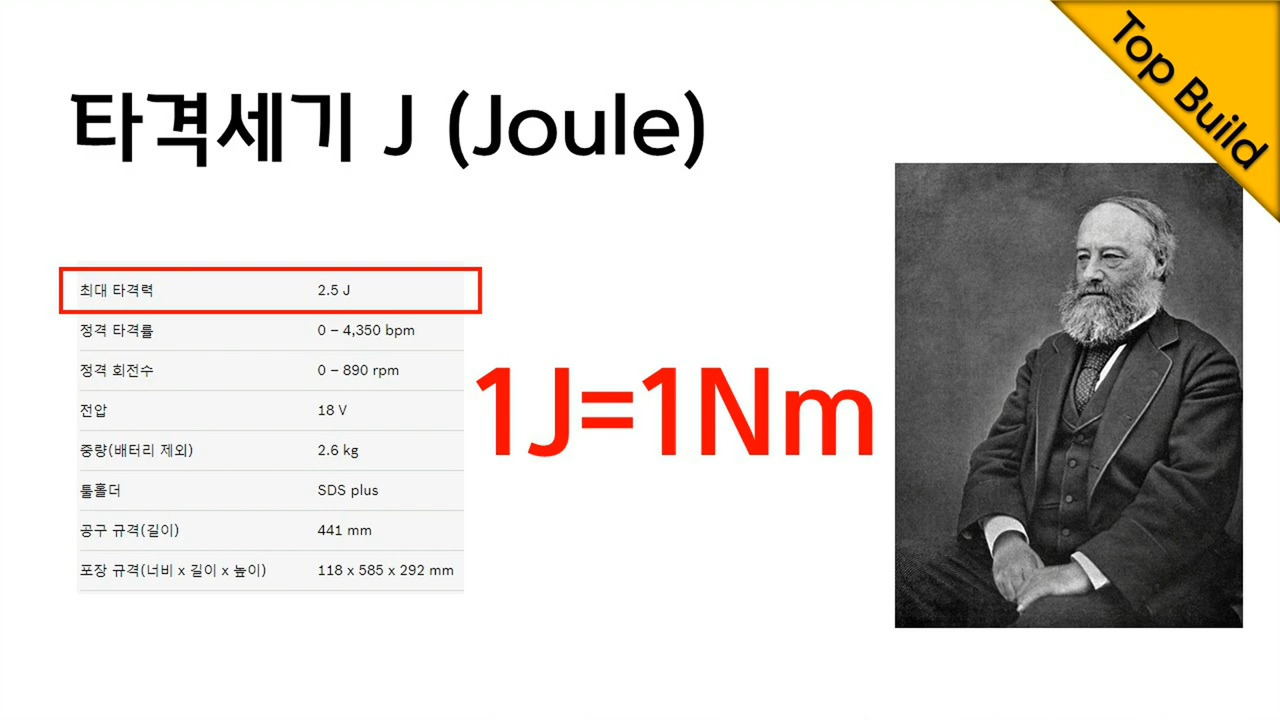 Top Build
타격세기 J (Joule)
최대 타격력 2.5 J
정격 타격률 0 – 4,350 bpm
정격 회전수 0 – 890 rpm
전압 18 V
중량(배터리 제외) 2.6 kg
툴홀더 SDS plus
공구 규격(길이) 441 mm
포장 규격(너비 x 길이 x 높이) 118 x 585 x 292 mm
1J=1Nm